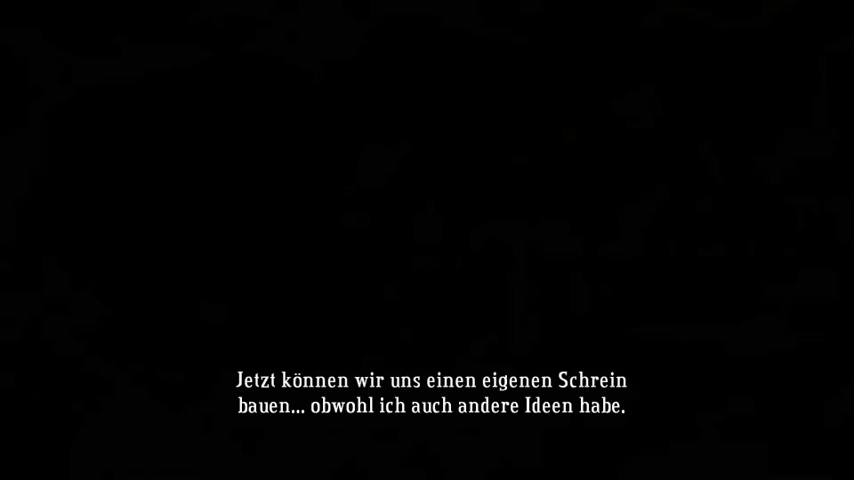 Jetzt können wir uns einen eigenen Schrein
bauen... obwohl ich auch andere Ideen habe.